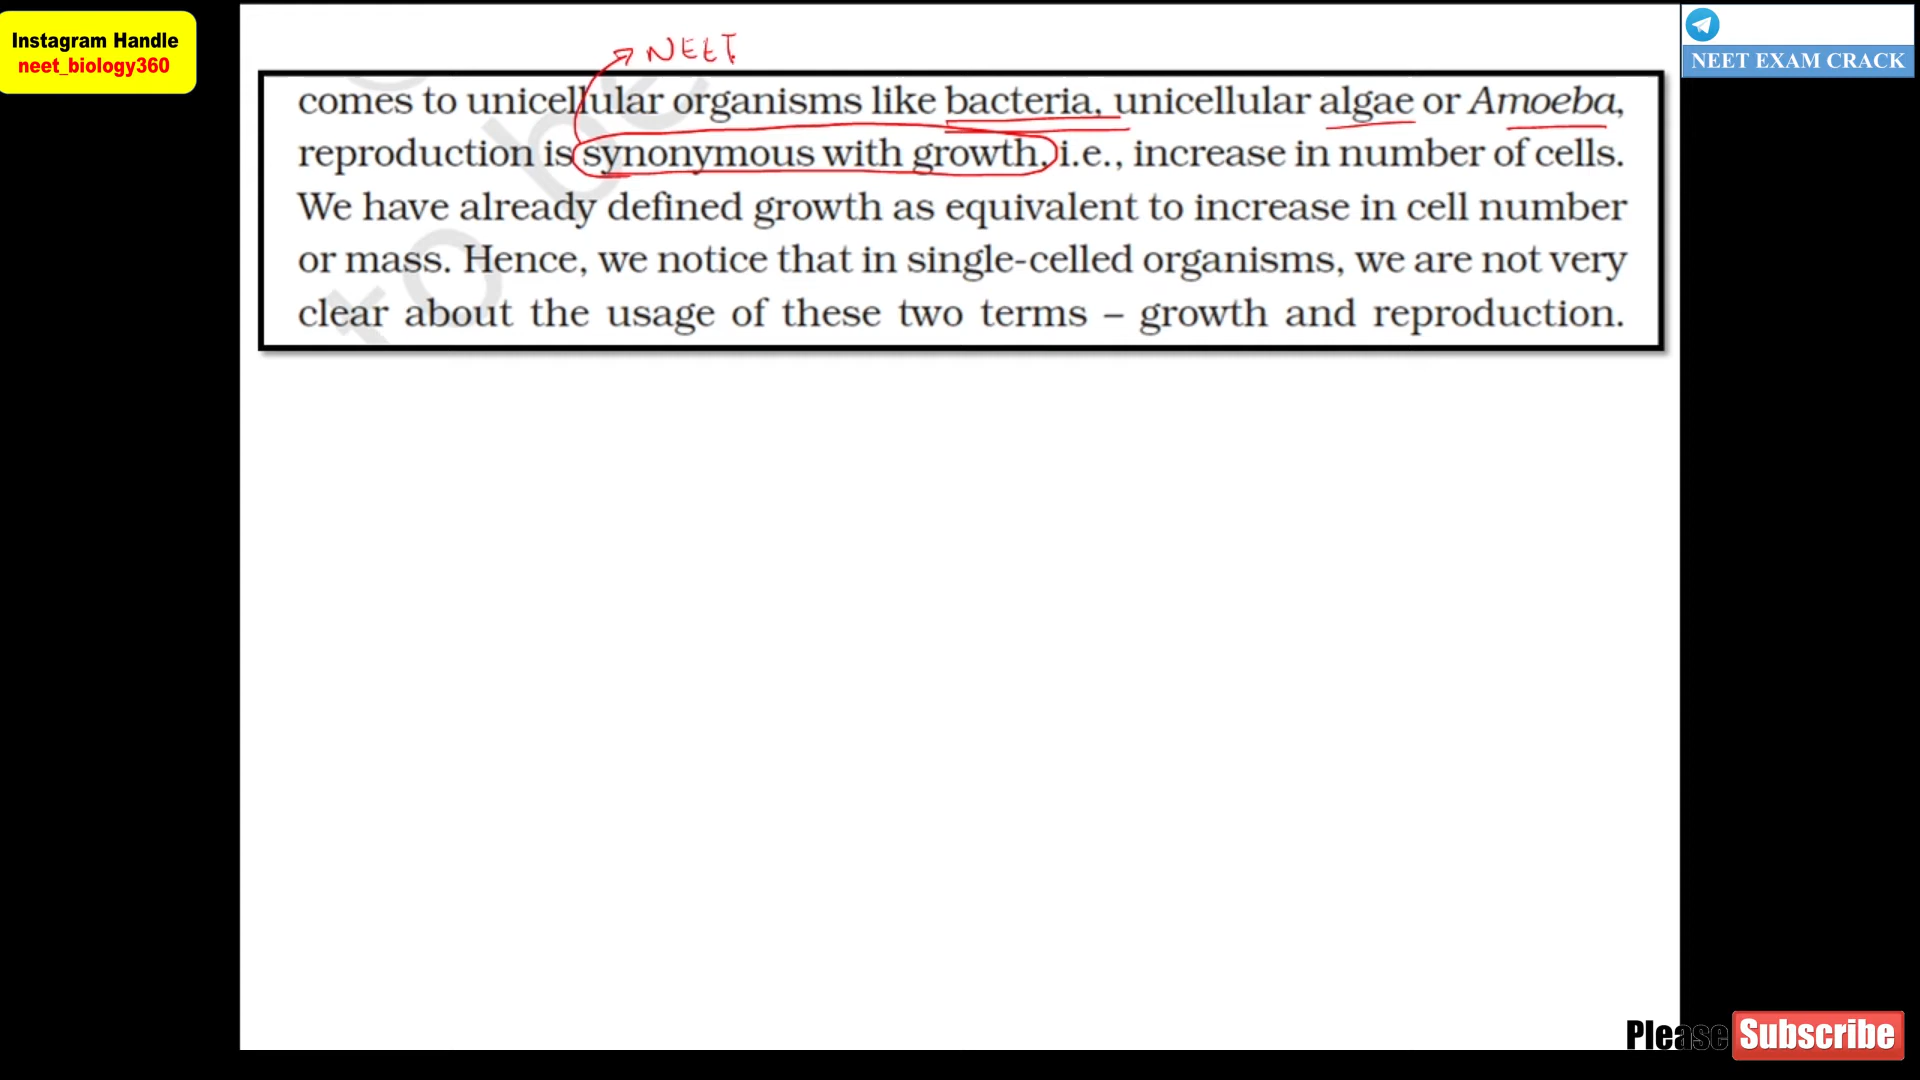 Instagram Handle
neet_biology360
NEET EXAM CRACK
NEET
comes to unicellular organisms like bacteria, unicellular algae or Amoeba,
reproduction is synonymous with growth, i.e., increase in number of cells.
We have already defined growth as equivalent to increase in cell number
or mass. Hence, we notice that in single-celled organisms, we are not very
clear about the usage of these two terms – growth and reproduction.
to be
Please Subscribe